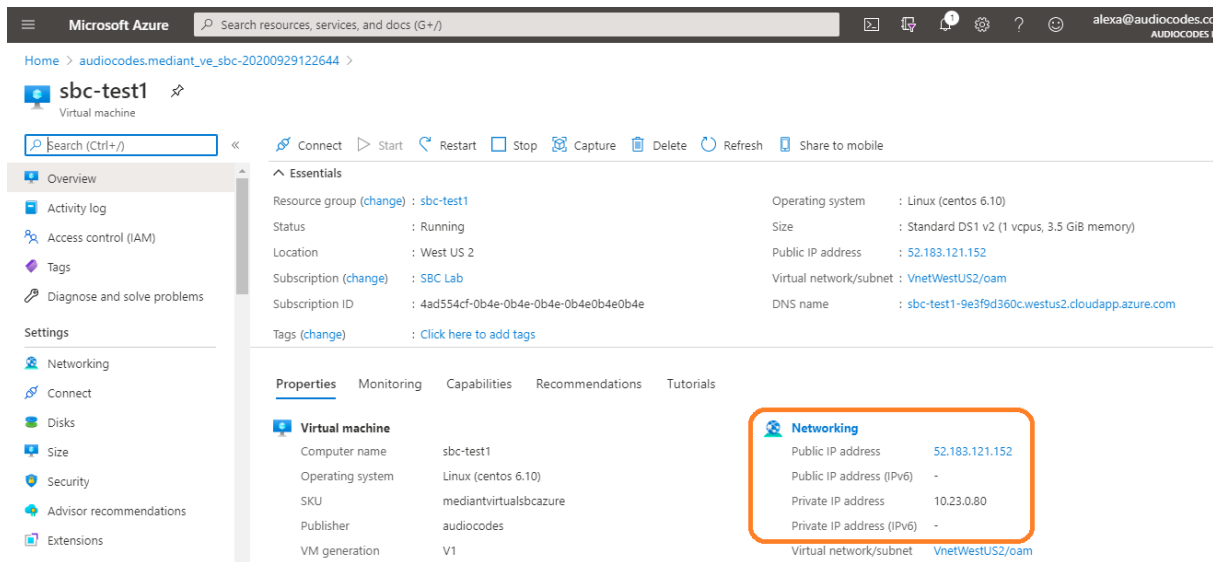 Microsoft Azure
Search resources, services, and docs (G+/)
1
alexa@audiocodes.co
AUDIOCODES
Home > audiocodes.mediant_ve_sbc-20200929122644 >
sbc-test1
Virtual machine
Search (Ctrl+/)
«
Connect
Start
Restart
Stop
Capture
Delete
Refresh
Share to mobile
Overview
Activity log
Access control (IAM)
Tags
Diagnose and solve problems
Settings
Networking
Connect
Disks
Size
Security
Advisor recommendations
Extensions
Essentials
Resource group (change) : sbc-test1
Status : Running
Location : West US 2
Subscription (change) : SBC Lab
Subscription ID : 4ad554cf-0b4e-0b4e-0b4e-0b4e0b4e0b4e
Tags (change) : Click here to add tags
Operating system : Linux (centos 6.10)
Size : Standard DS1 v2 (1 vcpus, 3.5 GiB memory)
Public IP address : 52.183.121.152
Virtual network/subnet : VnetWestUS2/oam
DNS name : sbc-test1-9e3f9d360c.westus2.cloudapp.azure.com
Properties
Monitoring
Capabilities
Recommendations
Tutorials
Virtual machine
Computer name sbc-test1
Operating system Linux (centos 6.10)
SKU mediantvirtualsbcazure
Publisher audiocodes
VM generation V1
Networking
Public IP address 52.183.121.152
Public IP address (IPv6) -
Private IP address 10.23.0.80
Private IP address (IPv6) -
Virtual network/subnet VnetWestUS2/oam